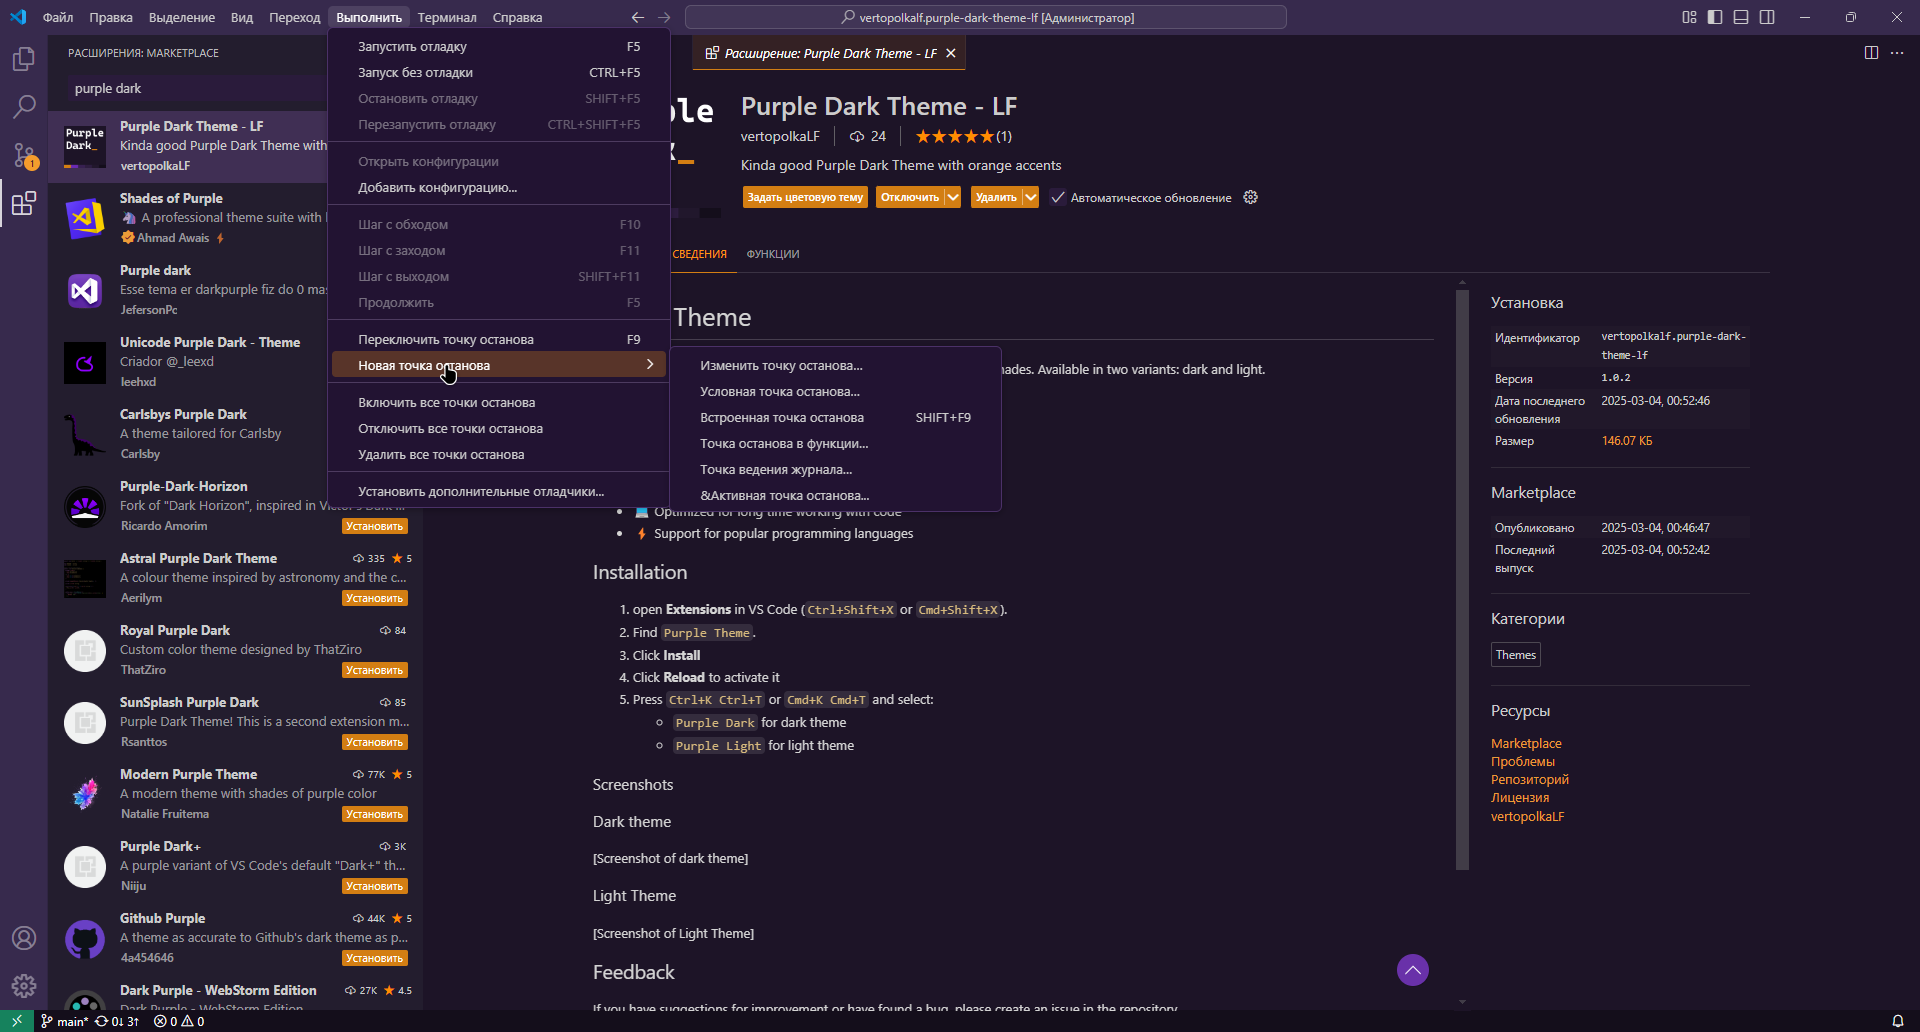 Файл Правка Выделение Вид Переход Выполнить Терминал Справка
vertopolkalf.purple-dark-theme-lf [Администратор]
РАСШИРЕНИЯ: MARKETPLACE
purple dark
Purple Dark_
Purple Dark Theme - LF
Kinda good Purple Dark Theme with
vertopolkaLF
Shades of Purple
A professional theme suite with
Ahmad Awais
Purple dark
Esse tema er darkpurple fiz do 0 mas
JefersonPc
Unicode Purple Dark - Theme
Criador @_leexd
leehxd
Carlsbys Purple Dark
A theme tailored for Carlsby
Carlsby
Purple-Dark-Horizon
Fork of "Dark Horizon", inspired in
Ricardo Amorim
Установить
Astral Purple Dark Theme 335 ★ 5
A colour theme inspired by astronomy and the c...
Aerilym
Установить
Royal Purple Dark 84
Custom color theme designed by ThatZiro
ThatZiro
Установить
SunSplash Purple Dark 85
Purple Dark Theme! This is a second extension m...
Rsanttos
Установить
Modern Purple Theme 77K ★ 5
A modern theme with shades of purple color
Natalie Fruitema
Установить
Purple Dark+ 3K
A purple variant of VS Code's default "Dark+" th...
Niiju
Установить
Github Purple 44K ★ 5
A theme as accurate to Github's dark theme as p...
4a454646
Установить
Dark Purple - WebStorm Edition 27K ★ 4.5
Dark Purple - WebStorm Edition
Запустить отладку F5
Запуск без отладки CTRL+F5
Остановить отладку SHIFT+F5
Перезапустить отладку CTRL+SHIFT+F5
Открыть конфигурации
Добавить конфигурацию...
Шаг с обходом F10
Шаг с заходом F11
Шаг с выходом SHIFT+F11
Продолжить F5
Переключить точку останова F9
Новая точка останова
Включить все точки останова
Отключить все точки останова
Удалить все точки останова
Установить дополнительные отладчики...
Изменить точку останова...
Условная точка останова...
Встроенная точка останова SHIFT+F9
Точка останова в функции...
Точка ведения журнала...
&Активная точка останова...
Расширение: Purple Dark Theme - LF
Purple Dark Theme - LF
vertopolkaLF 24 ★★★★★(1)
Kinda good Purple Dark Theme with orange accents
Задать цветовую тему Отключить Удалить Автоматическое обновление
СВЕДЕНИЯ ФУНКЦИИ
Theme
Available in two variants: dark and light.
Optimized for long time working with code
Support for popular programming languages
Installation
1. open Extensions in VS Code (Ctrl+Shift+X or Cmd+Shift+X).
2. Find Purple Theme.
3. Click Install
4. Click Reload to activate it
5. Press Ctrl+K Ctrl+T or Cmd+K Cmd+T and select:
Purple Dark for dark theme
Purple Light for light theme
Screenshots
Dark theme
[Screenshot of dark theme]
Light Theme
[Screenshot of Light Theme]
Feedback
If you have suggestions for improvement or have found a bug, please create an issue in the repository.
Установка
Идентификатор vertopolkalf.purple-dark-
theme-lf
Версия 1.0.2
Дата последнего 2025-03-04, 00:52:46
обновления
Размер 146.07 КБ
Marketplace
Опубликовано 2025-03-04, 00:46:47
Последний 2025-03-04, 00:52:42
выпуск
Категории
Themes
Ресурсы
Marketplace
Проблемы
Репозиторий
Лицензия
vertopolkaLF
main* 0↓ 3↑ 0 0